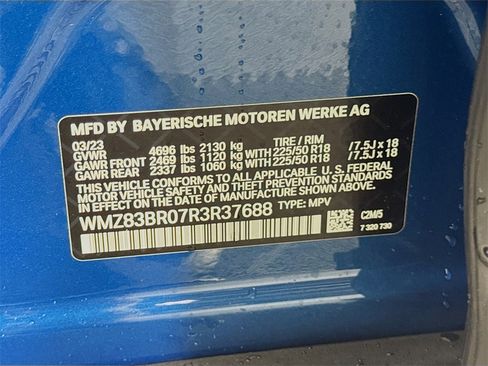 MFD BY BAYERISCHE MOTOREN WERKE AG
03/23 TIRE / RIM
GVWR 4696 lbs 2130 kg
GAWR FRONT 2469 lbs 1120 kg WITH 225/50 R18 /7.5J x 18
GAWR REAR 2337 lbs 1060 kg WITH 225/50 R18 /7.5J x 18
THIS VEHICLE CONFORMS TO ALL APPLICABLE U. S. FEDERAL
MOTOR VEHICLE SAFETY, BUMPER AND THEFT PREVENTION
STANDARDS IN EFFECT ON THE DATE OF MANUFACTURE SHOWN ABOVE.
WMZ83BR07R3R37688 TYPE: MPV C2M/5
7 320 730